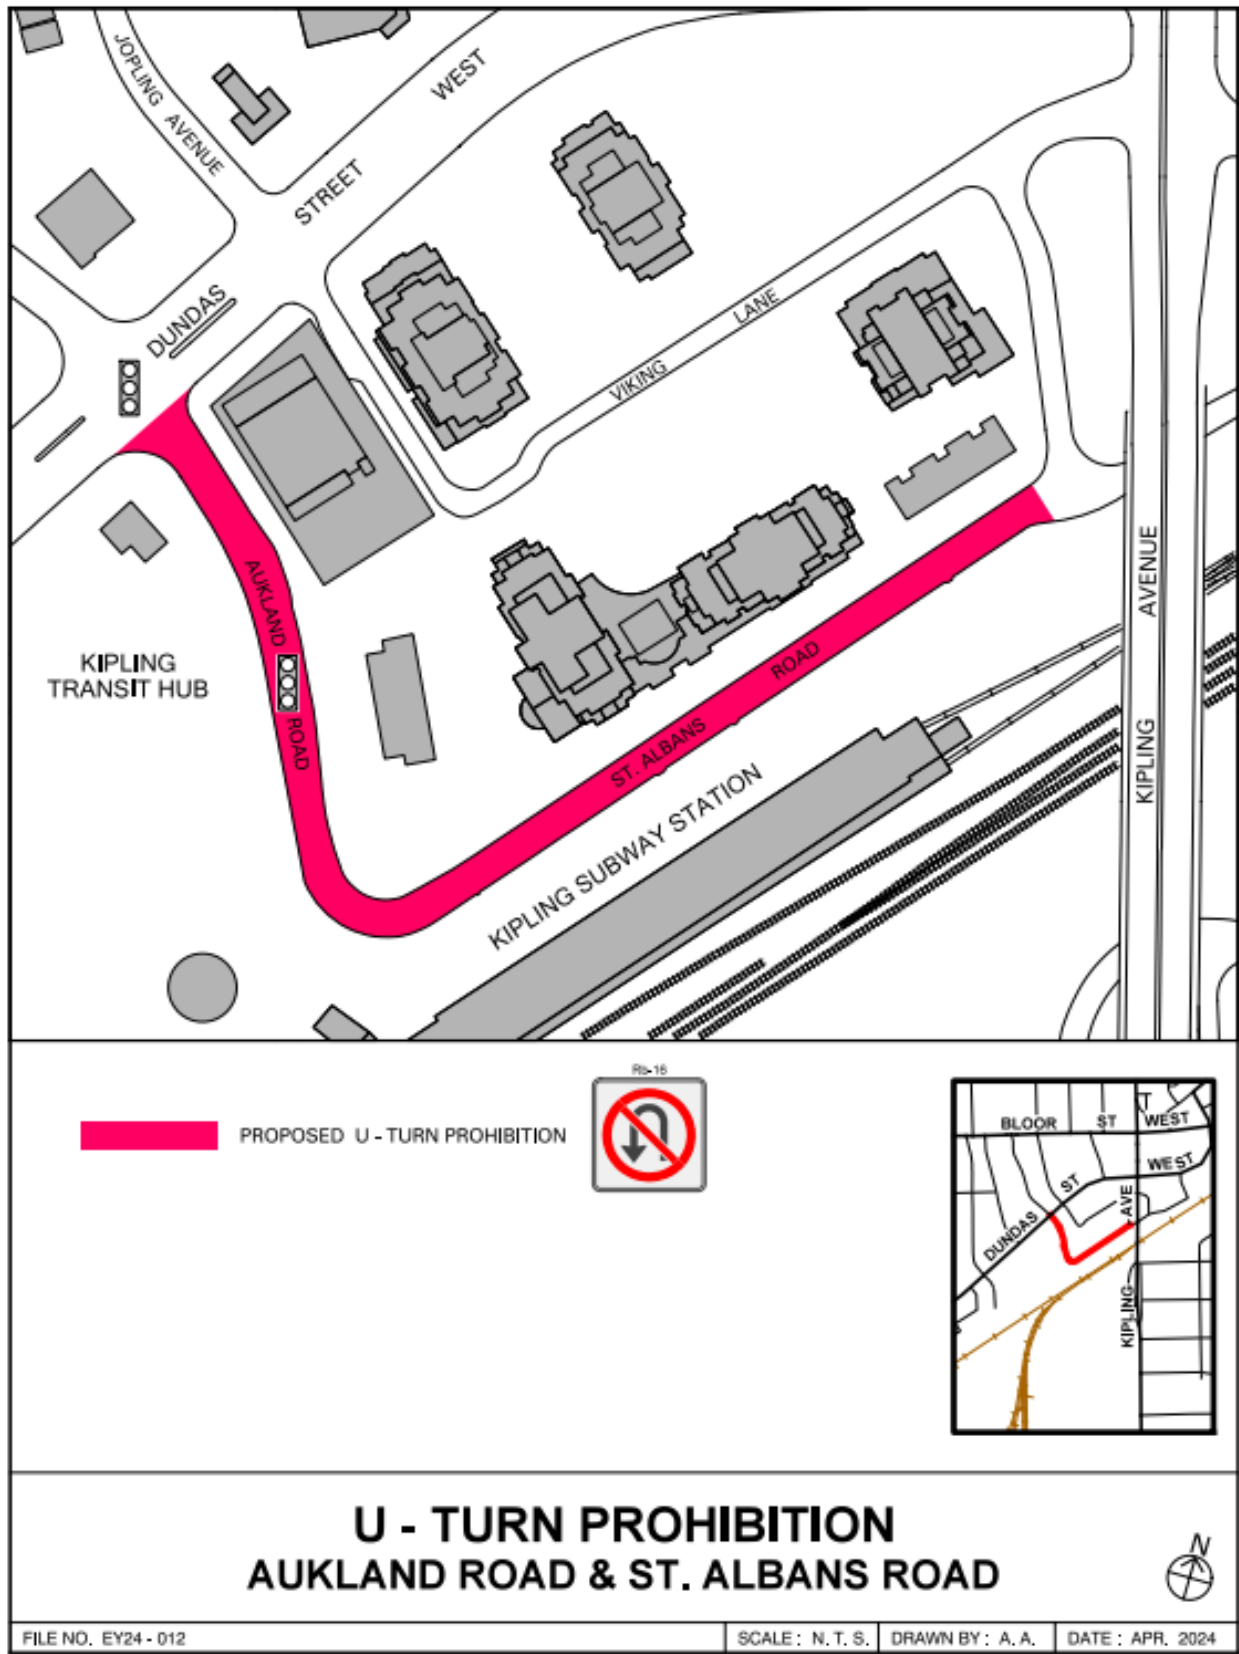 JOPLING AVENUE
WEST
STREET
DUNDAS
VIKING LANE
AUKLAND
ROAD
KIPLING
TRANSIT HUB
ROAD
ST. ALBANS
KIPLING SUBWAY STATION
KIPLING AVENUE
PROPOSED U - TURN PROHIBITION
Rb-16
BLOOR ST WEST
DUNDAS ST WEST
KIPLING AVE
U - TURN PROHIBITION
AUKLAND ROAD & ST. ALBANS ROAD
N
FILE NO. EY24 - 012
SCALE : N. T. S.
DRAWN BY : A. A.
DATE : APR. 2024